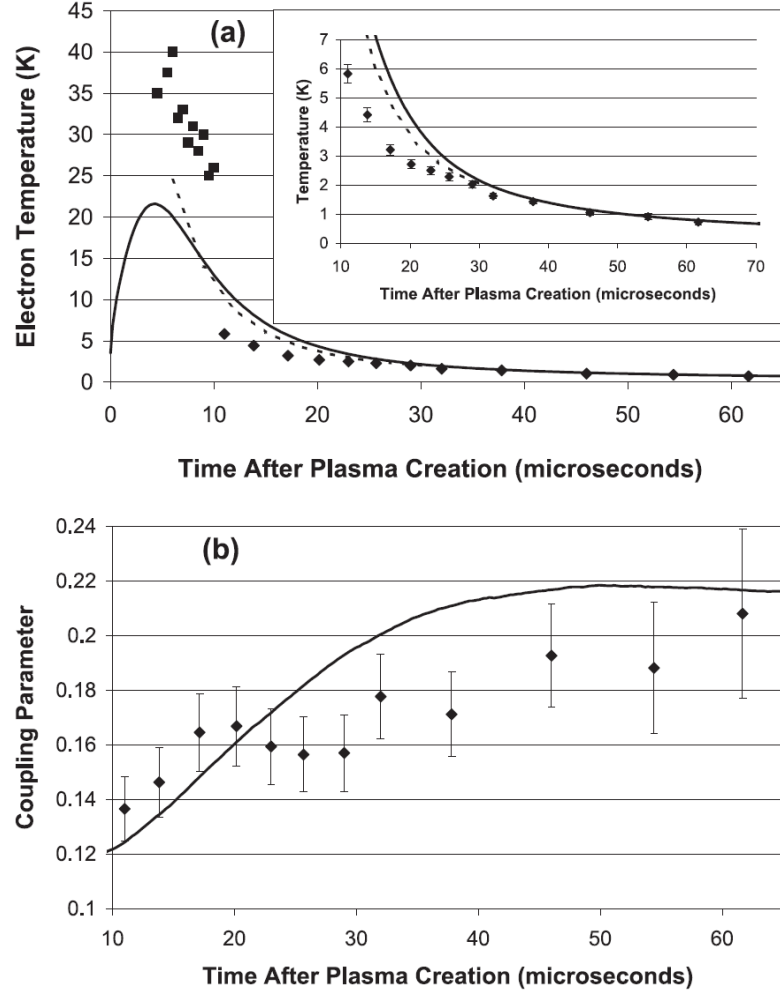 (a)
Electron Temperature (K)
45
40
35
30
25
20
15
10
5
0
0 10 20 30 40 50 60
Time After Plasma Creation (microseconds)
Temperature (K)
7
6
5
4
3
2
1
0
10 20 30 40 50 60 70
Time After Plasma Creation (microseconds)
(b)
Coupling Parameter
0.24
0.22
0.2
0.18
0.16
0.14
0.12
0.1
10 20 30 40 50 60
Time After Plasma Creation (microseconds)